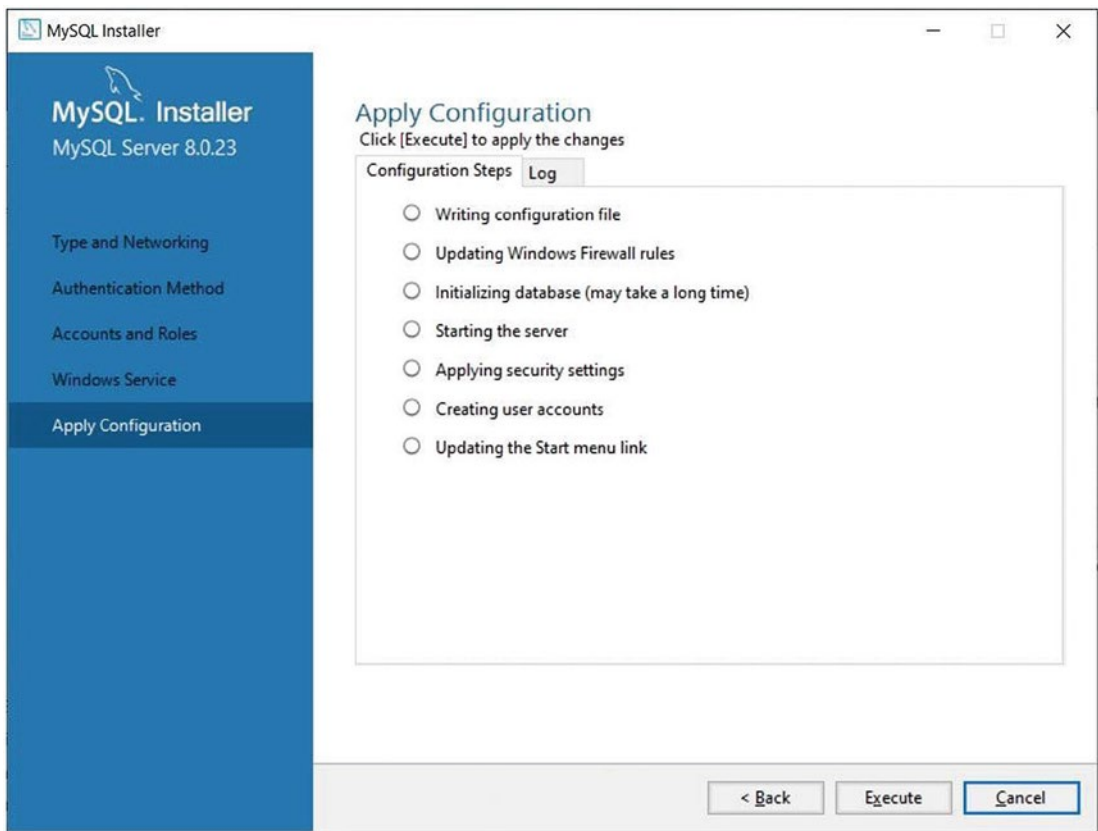 MySQL Installer
MySQL. Installer
MySQL Server 8.0.23
Type and Networking
Authentication Method
Accounts and Roles
Windows Service
Apply Configuration
Apply Configuration
Click [Execute] to apply the changes
Configuration Steps
Log
Writing configuration file
Updating Windows Firewall rules
Initializing database (may take a long time)
Starting the server
Applying security settings
Creating user accounts
Updating the Start menu link
< Back
Execute
Cancel